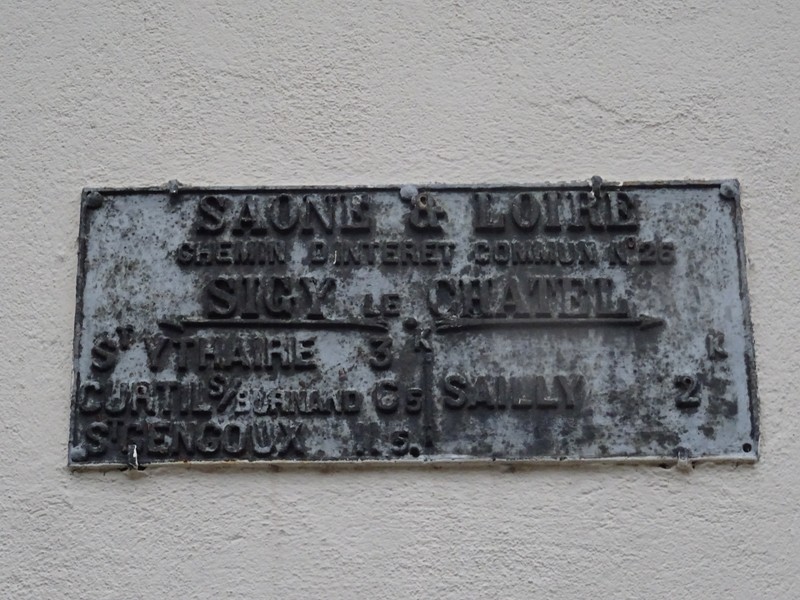 SAONE & LOIRE
CHEMIN D'INTERET COMMUN N° 26
SIGY LE CHATEL
ST YTHAIRE 3 K
K
CURTIL S/ BURNAND 6 5
SAILLY 2
ST GENGOUX